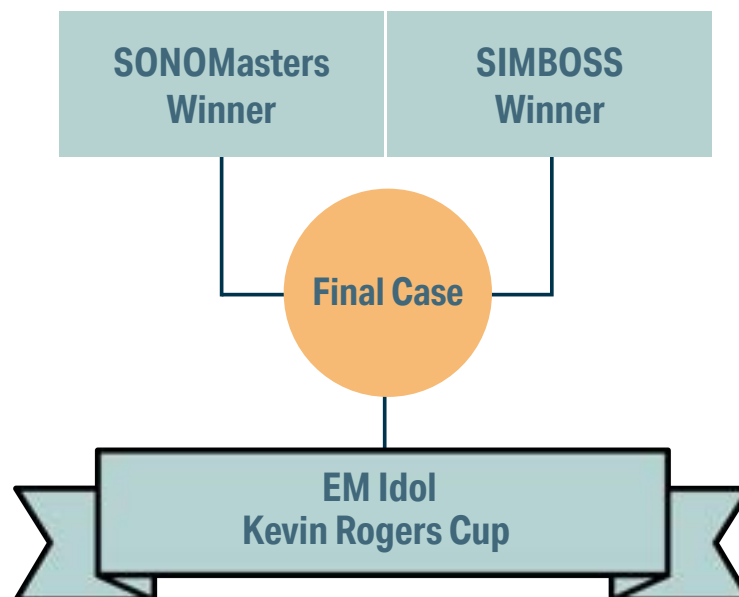 SONOMasters
Winner
SIMBOSS
Winner
Final Case
EM Idol
Kevin Rogers Cup